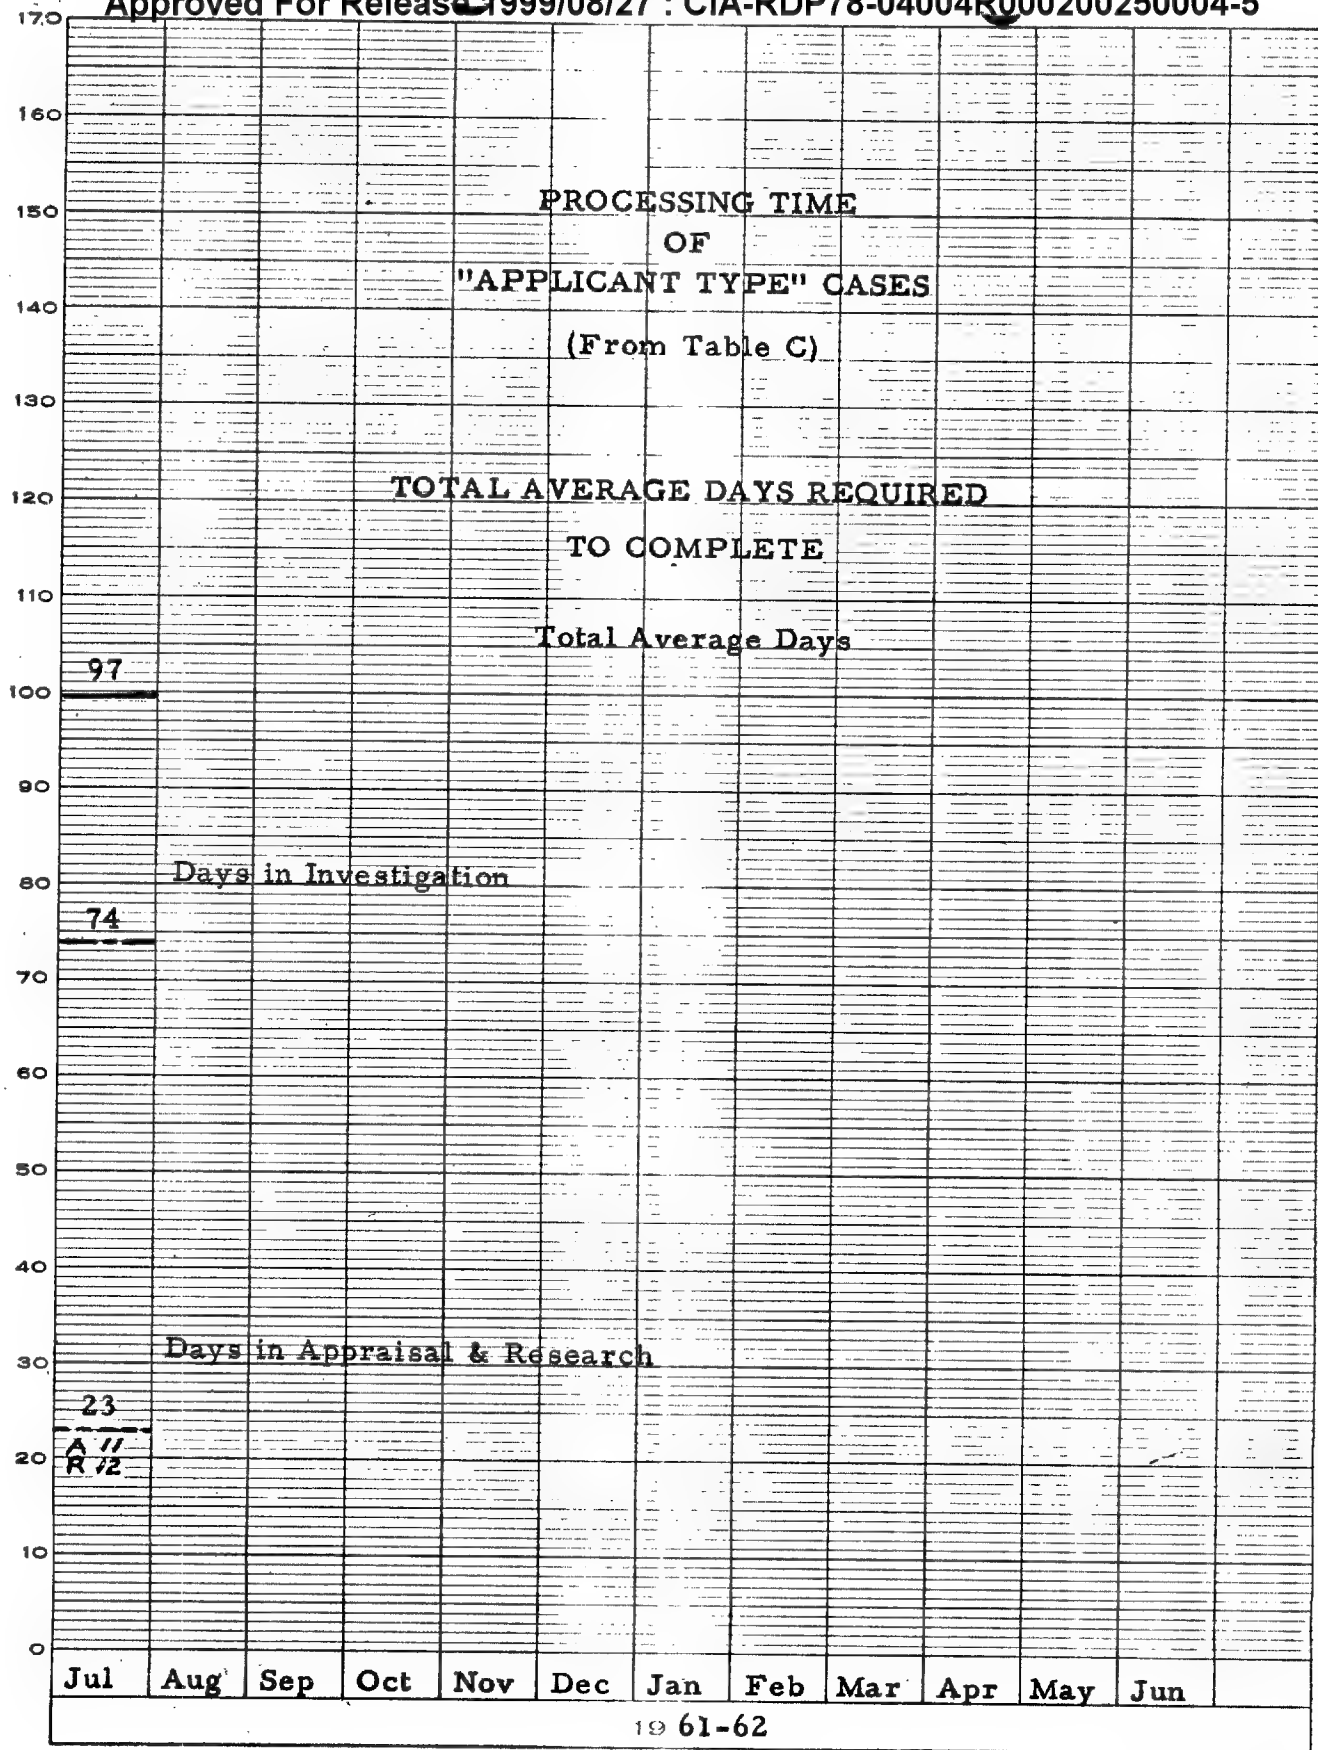 Approved For Release 1999/08/27 : CIA-RDP78-04004R000200250004-5
170
160
150
140
130
120
110
100
90
80
70
60
50
40
30
20
10
0
PROCESSING TIME
OF
"APPLICANT TYPE" CASES
(From Table C)
TOTAL AVERAGE DAYS REQUIRED
TO COMPLETE
Total Average Days
97
Days in Investigation
74
Days in Appraisal & Research
23
A 11
R 12
Jul Aug Sep Oct Nov Dec Jan Feb Mar Apr May Jun
19 61-62